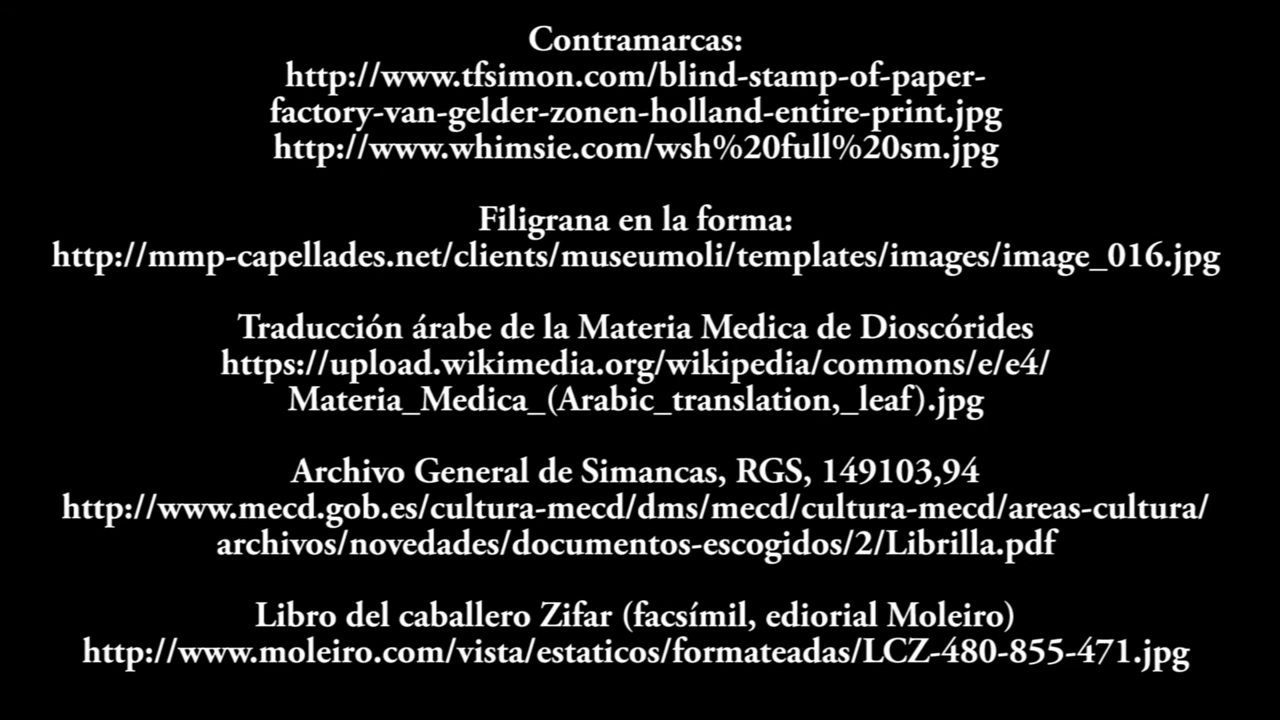 Contramarcas:
http://www.tfsimon.com/blind-stamp-of-paper-
factory-van-gelder-zonen-holland-entire-print.jpg
http://www.whimsie.com/wsh%20full%20sm.jpg
Filigrana en la forma:
http://mmp-capellades.net/clients/museumoli/templates/images/image_016.jpg
Traducción árabe de la Materia Medica de Dioscórides
https://upload.wikimedia.org/wikipedia/commons/e/e4/
Materia_Medica_(Arabic_translation,_leaf).jpg
Archivo General de Simancas, RGS, 149103,94
http://www.mecd.gob.es/cultura-mecd/dms/mecd/cultura-mecd/areas-cultura/
archivos/novedades/documentos-escogidos/2/Librilla.pdf
Libro del caballero Zifar (facsímil, ediorial Moleiro)
http://www.moleiro.com/vista/estaticos/formateadas/LCZ-480-855-471.jpg